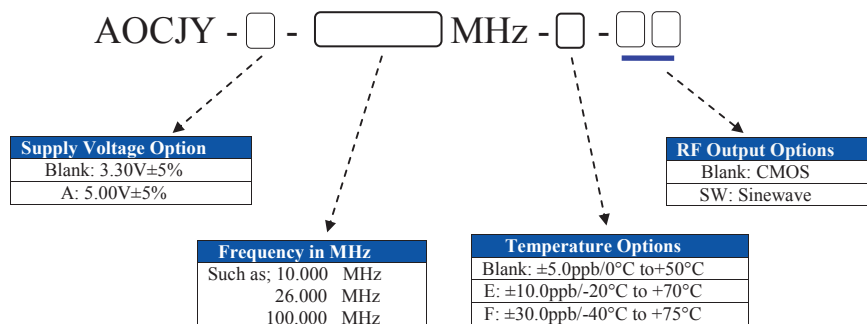 AOCJY - - MHz - -
Supply Voltage Option
Blank: 3.30V±5%
A: 5.00V±5%
RF Output Options
Blank: CMOS
SW: Sinewave
Frequency in MHz
Such as; 10.000 MHz
26.000 MHz
100.000 MHz
Temperature Options
Blank: ±5.0ppb/0°C to+50°C
E: ±10.0ppb/-20°C to +70°C
F: ±30.0ppb/-40°C to +75°C